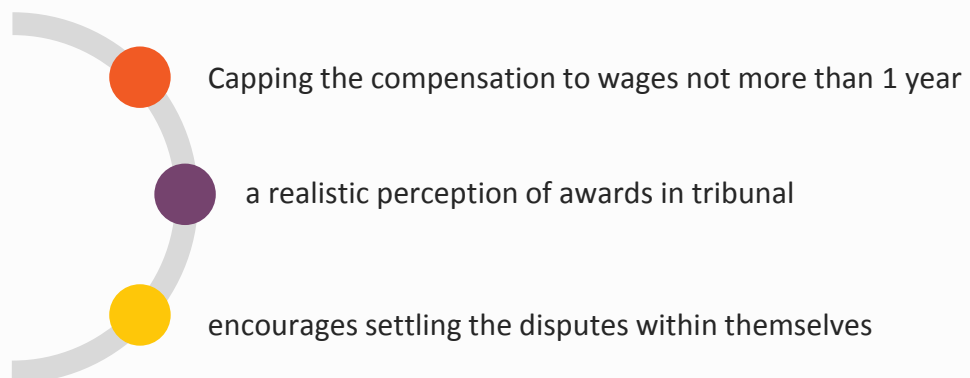 Capping the compensation to wages not more than 1 year
a realistic perception of awards in tribunal
encourages settling the disputes within themselves